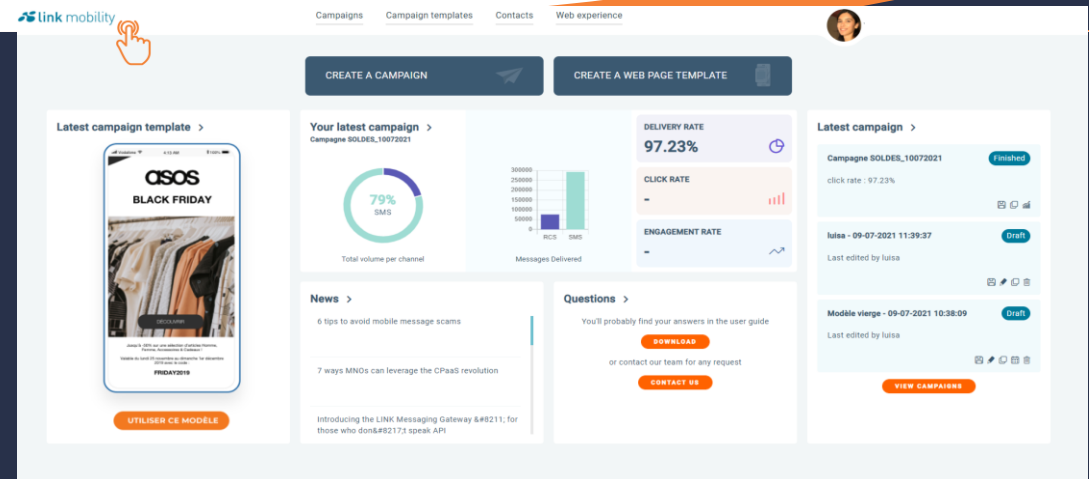 link mobility
Campaigns
Campaign templates
Contacts
Web experience
CREATE A CAMPAIGN
CREATE A WEB PAGE TEMPLATE
Latest campaign template >
4:13 AM
asos
BLACK FRIDAY
DÉCOUVRIR
FRIDAY2019
UTILISER CE MODÈLE
Your latest campaign >
Campagne SOLDES_10072021
79%
SMS
Total volume per channel
300000
250000
200000
150000
100000
50000
0
RCS SMS
Messages Delivered
DELIVERY RATE
97.23%
CLICK RATE
-
ENGAGEMENT RATE
-
News >
6 tips to avoid mobile message scams
7 ways MNOs can leverage the CPaaS revolution
Introducing the LINK Messaging Gateway &#8211; for
those who don&#8217;t speak API
Questions >
You'll probably find your answers in the user guide
DOWNLOAD
or contact our team for any request
CONTACT US
Latest campaign >
Campagne SOLDES_10072021
Finished
click rate : 97.23%
luisa - 09-07-2021 11:39:37
Draft
Last edited by luisa
Modèle vierge - 09-07-2021 10:38:09
Draft
Last edited by luisa
VIEW CAMPAIGNS